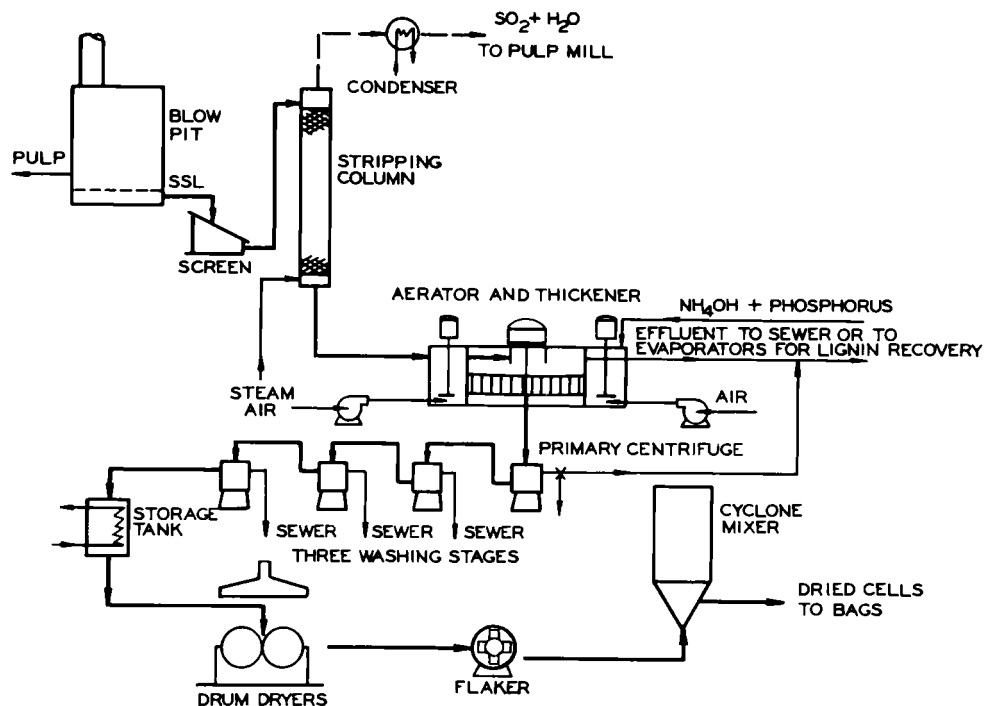 SO2 + H2O
TO PULP MILL
CONDENSER
BLOW
PIT
PULP
SSL
STRIPPING
COLUMN
SCREEN
AERATOR AND THICKENER
NH4OH + PHOSPHORUS
EFFLUENT TO SEWER OR TO
EVAPORATORS FOR LIGNIN RECOVERY
STEAM
AIR
AIR
PRIMARY CENTRIFUGE
STORAGE
TANK
SEWER
SEWER
SEWER
THREE WASHING STAGES
CYCLONE
MIXER
DRIED CELLS
TO BAGS
DRUM DRYERS
FLAKER